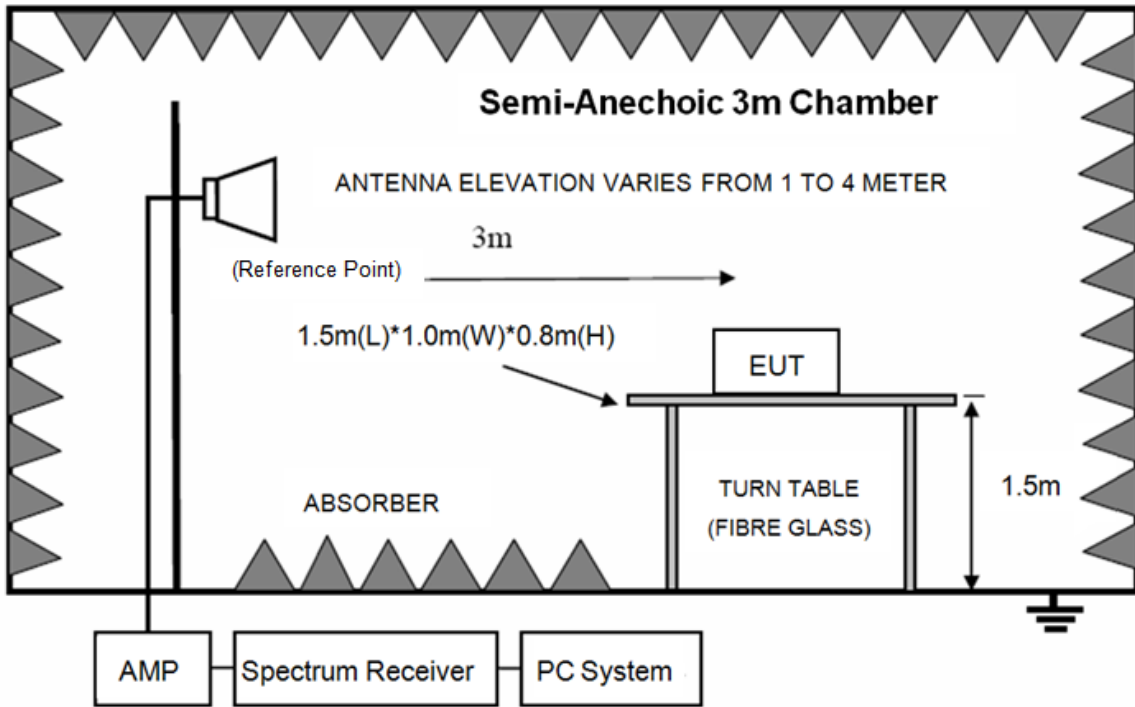 Semi-Anechoic 3m Chamber
ANTENNA ELEVATION VARIES FROM 1 TO 4 METER
3m
(Reference Point)
1.5m(L)*1.0m(W)*0.8m(H)
EUT
TURN TABLE
(FIBRE GLASS)
1.5m
ABSORBER
AMP
Spectrum Receiver
PC System